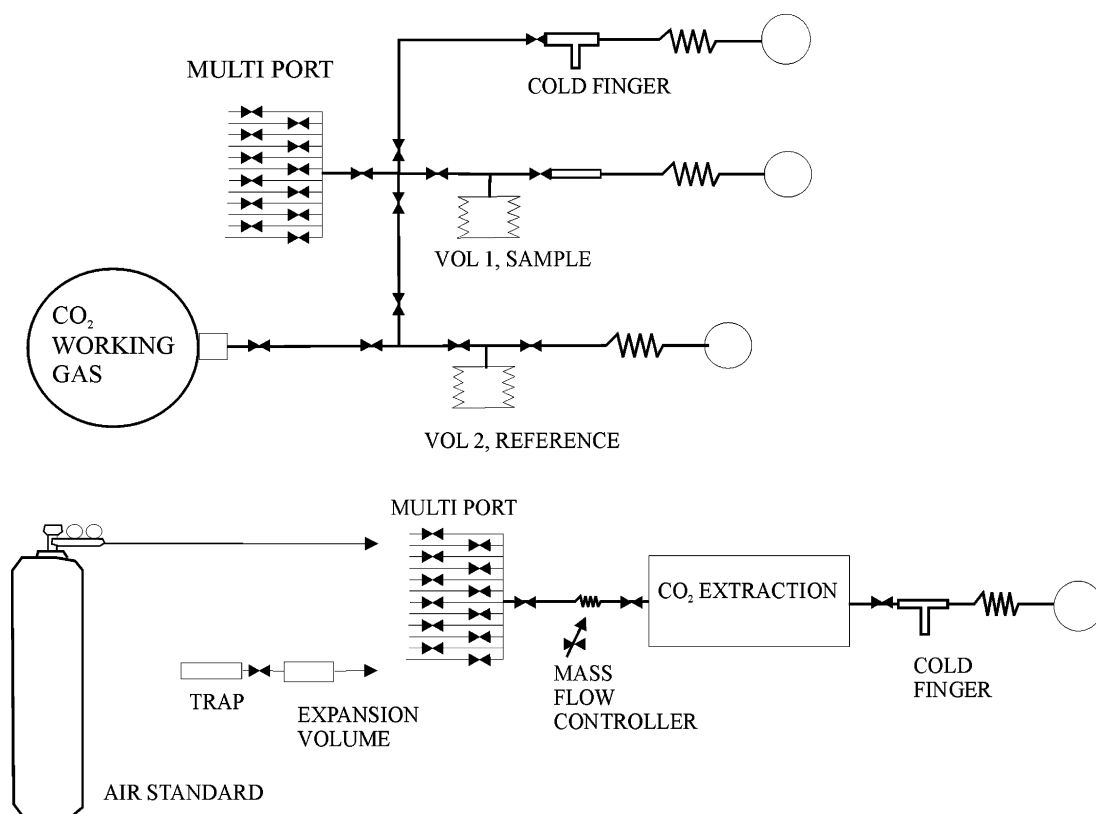 MULTI PORT
COLD FINGER
VOL 1, SAMPLE
CO₂
WORKING
GAS
VOL 2, REFERENCE
MULTI PORT
CO₂ EXTRACTION
TRAP
EXPANSION
VOLUME
MASS
FLOW
CONTROLLER
COLD
FINGER
AIR STANDARD